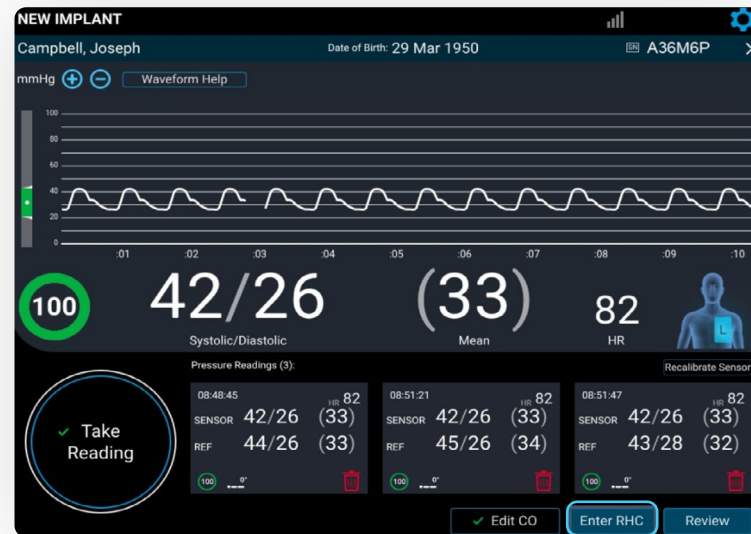 NEW IMPLANT
Campbell, Joseph Date of Birth: 29 Mar 1950 SN A36M6P
mmHg Waveform Help
100
80
60
40
20
0
:01 :02 :03 :04 :05 :06 :07 :08 :09 :10
100 42/26 (33) 82 L
Systolic/Diastolic Mean HR
Pressure Readings (3): Recalibrate Sensor
Take
Reading
08:48:45 HR 82
SENSOR 42/26 (33)
REF 44/26 (33)
100 -.-- 0°
08:51:21 HR 82
SENSOR 42/26 (33)
REF 45/26 (34)
100 -.-- 0°
08:51:47 HR 82
SENSOR 42/26 (33)
REF 43/28 (32)
100 -.-- 0°
Edit CO Enter RHC Review